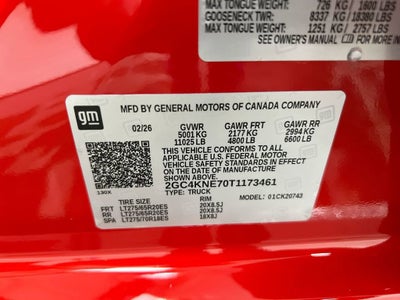 MAX TONGUE WEIGHT: 726 KG / 1600 LBS
GOOSENECK TWR: 8337 KG / 18380 LBS
MAX TONGUE WEIGHT: 1251 KG / 2757 LBS
SEE OWNER'S MANUAL FOR MORE
gm
MFD BY GENERAL MOTORS OF CANADA COMPANY
02/26 GVWR GAWR FRT GAWR RR
5001 KG 2177 KG 2994 KG
11025 LB 4800 LB 6600 LB
THIS VEHICLE CONFORMS TO ALL APPLICABLE
U.S. FEDERAL MOTOR VEHICLE SAFETY STANDARDS
IN EFFECT ON THE DATE OF MANUFACTURE SHOWN ABOVE.
2GC4KNE70T1173461
TYPE: TRUCK
130X MODEL: 01CK20743
TIRE SIZE RIM
FRT LT275/65R20ES 20X8.5J
RR LT275/65R20ES 20X8.5J
SPA LT275/70R18ES 18X8J